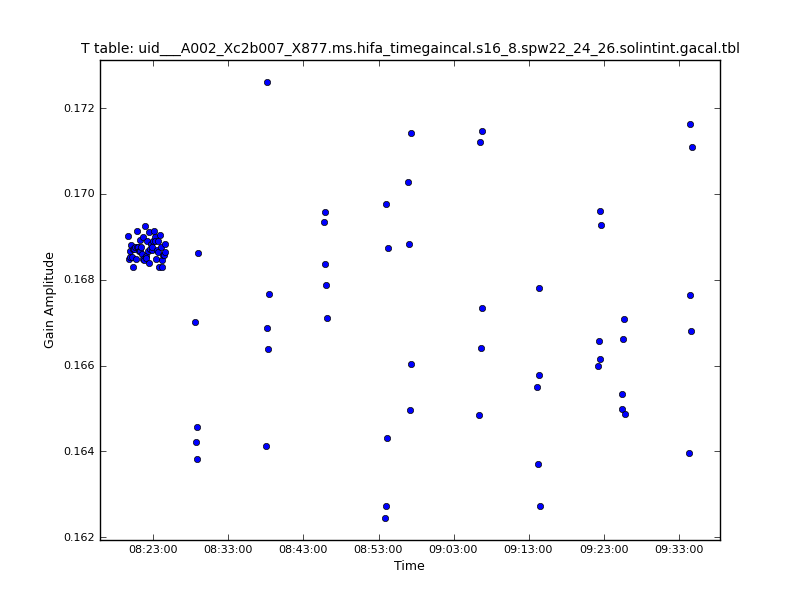 T table: uid___A002_Xc2b007_X877.ms.hifa_timegaincal.s16_8.spw22_24_26.solintint.gacal.tbl
Gain Amplitude
0.172
0.170
0.168
0.166
0.164
0.162
08:23:00 08:33:00 08:43:00 08:53:00 09:03:00 09:13:00 09:23:00 09:33:00
Time